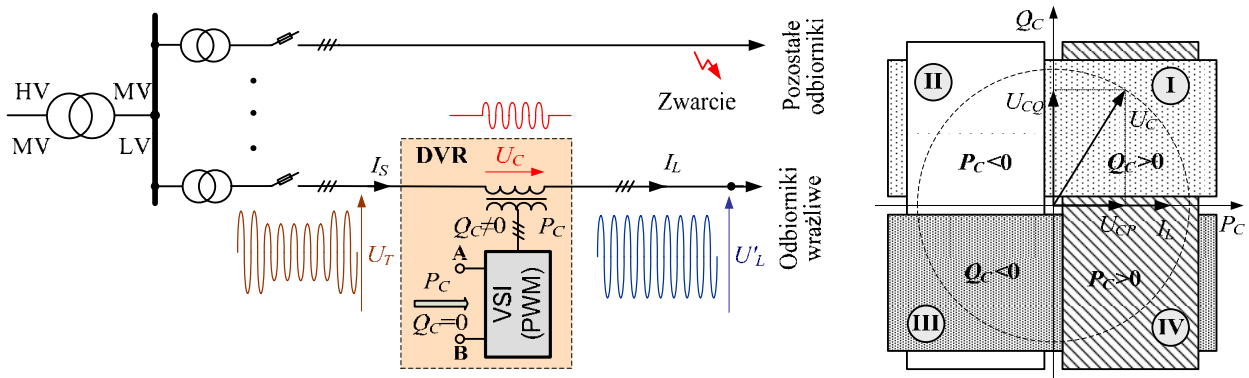 HV
MV
MV
LV
Zwarcie
Pozostałe
odbiorniki
DVR
U_C
I_S
I_L
U_T
Q_C≠0
P_C
A
P_C
Q_C=0
B
VSI
(PWM)
U'_L
Odbiorniki
wrażliwe
Q_C
II
I
U_CQ
U_C
P_C<0
Q_C>0
U_CP
I_L
P_C
Q_C<0
P_C>0
III
IV